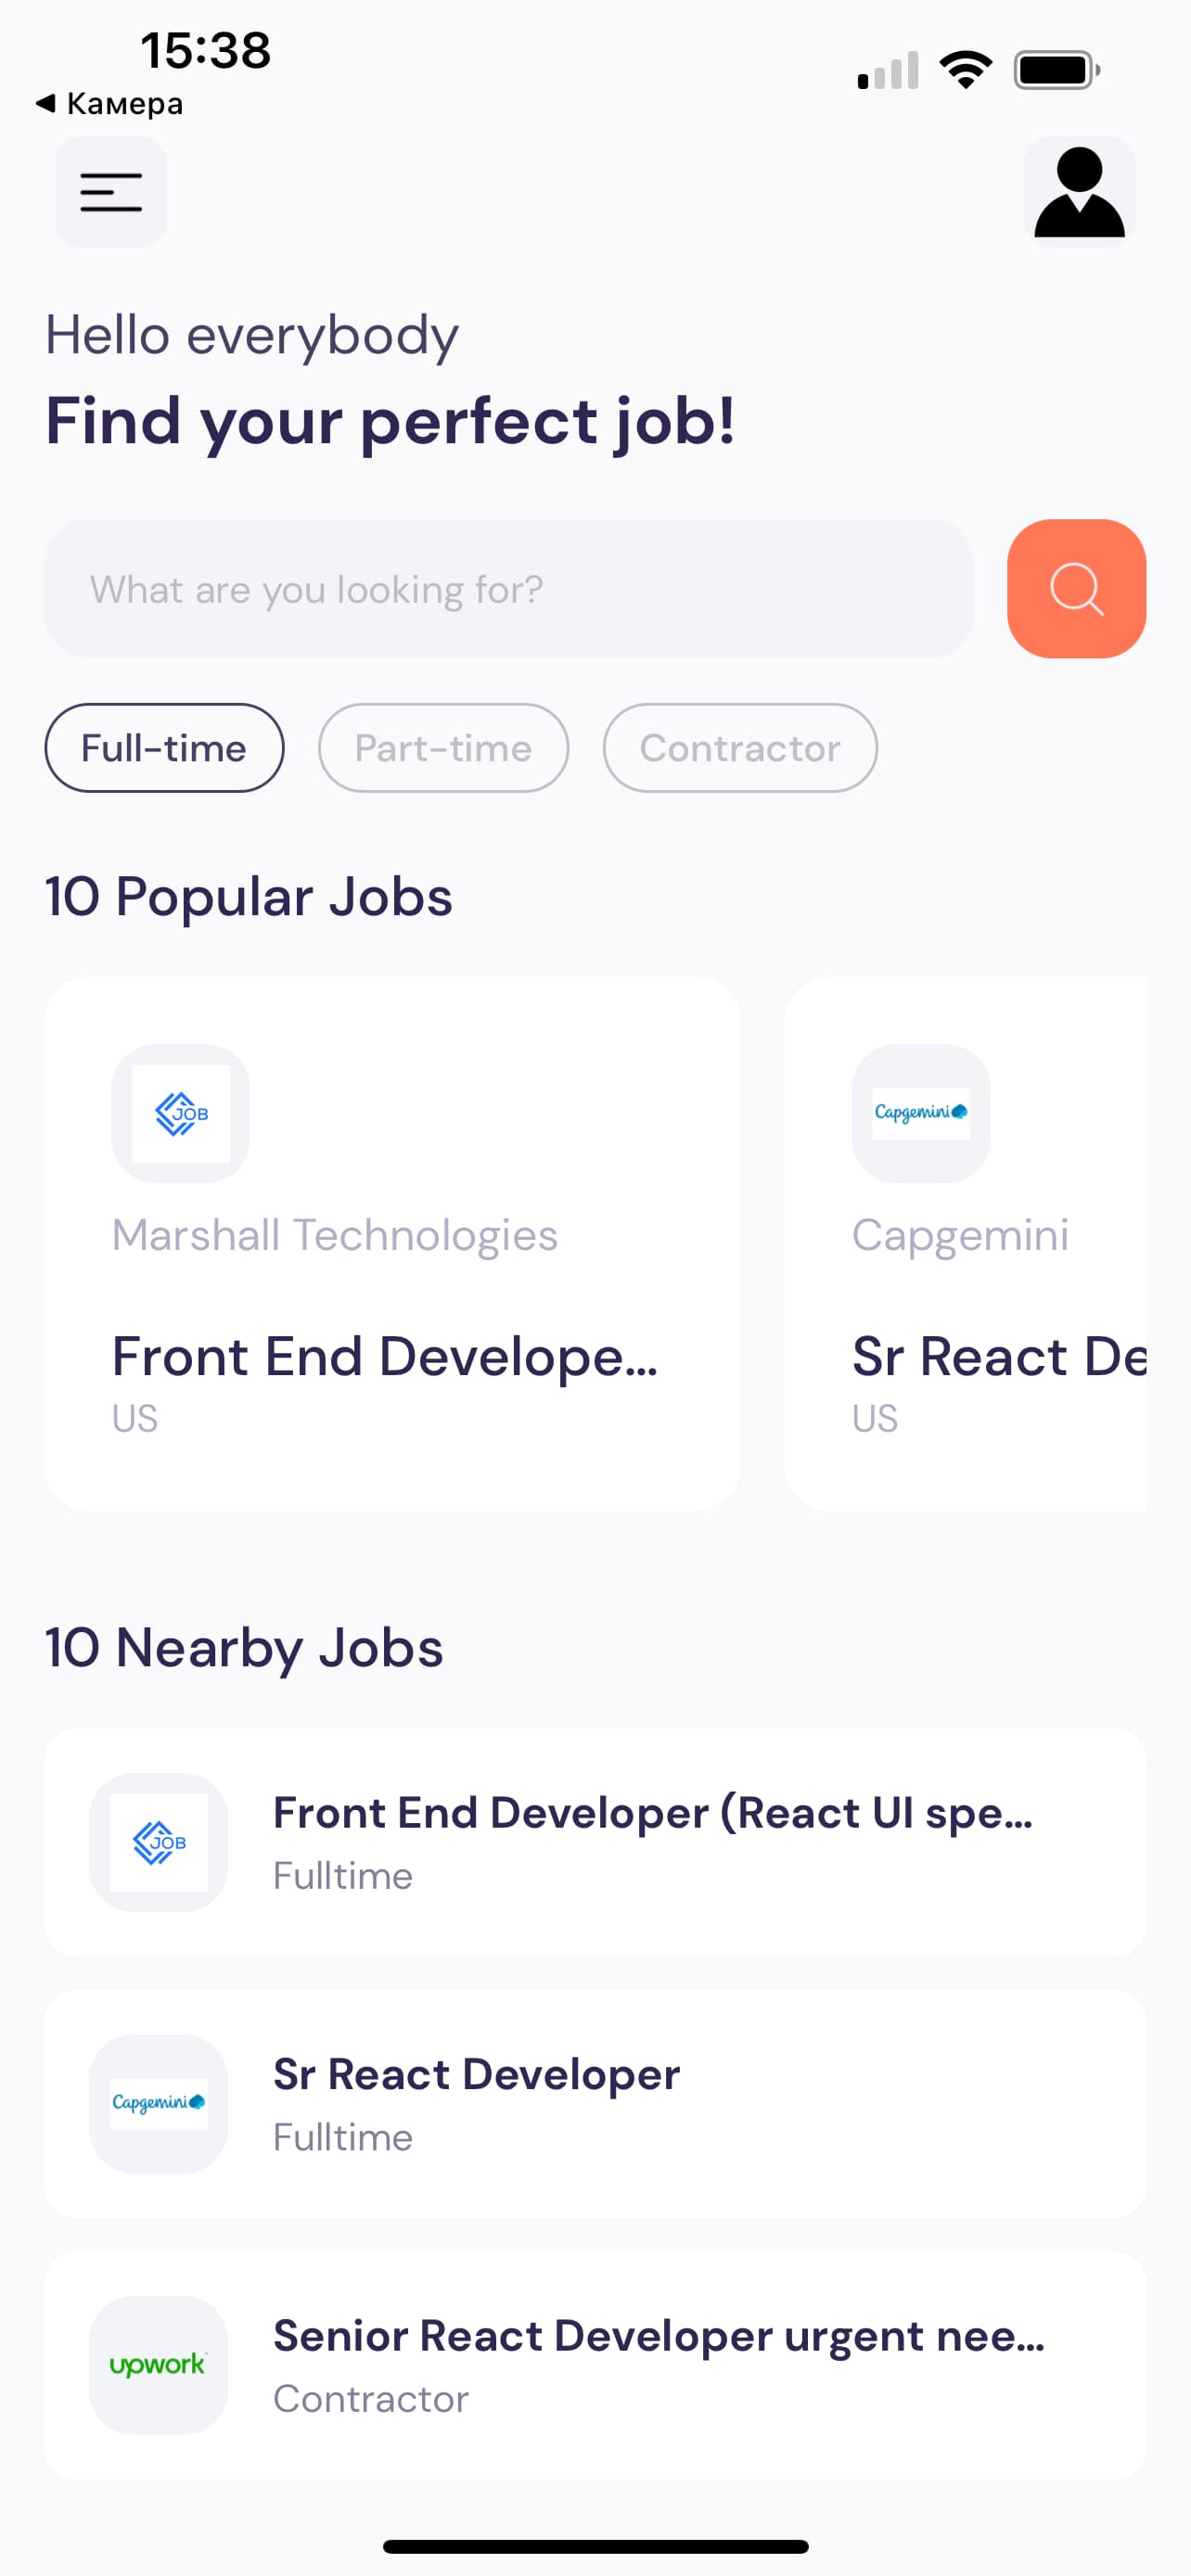 15:38
◀ Камера
Hello everybody
Find your perfect job!
What are you looking for?
Full-time Part-time Contractor
10 Popular Jobs
JOB
Marshall Technologies
Front End Develope...
US
Capgemini
Capgemini
Sr React De
US
10 Nearby Jobs
JOB
Front End Developer (React UI spe...
Fulltime
Capgemini
Sr React Developer
Fulltime
upwork
Senior React Developer urgent nee...
Contractor